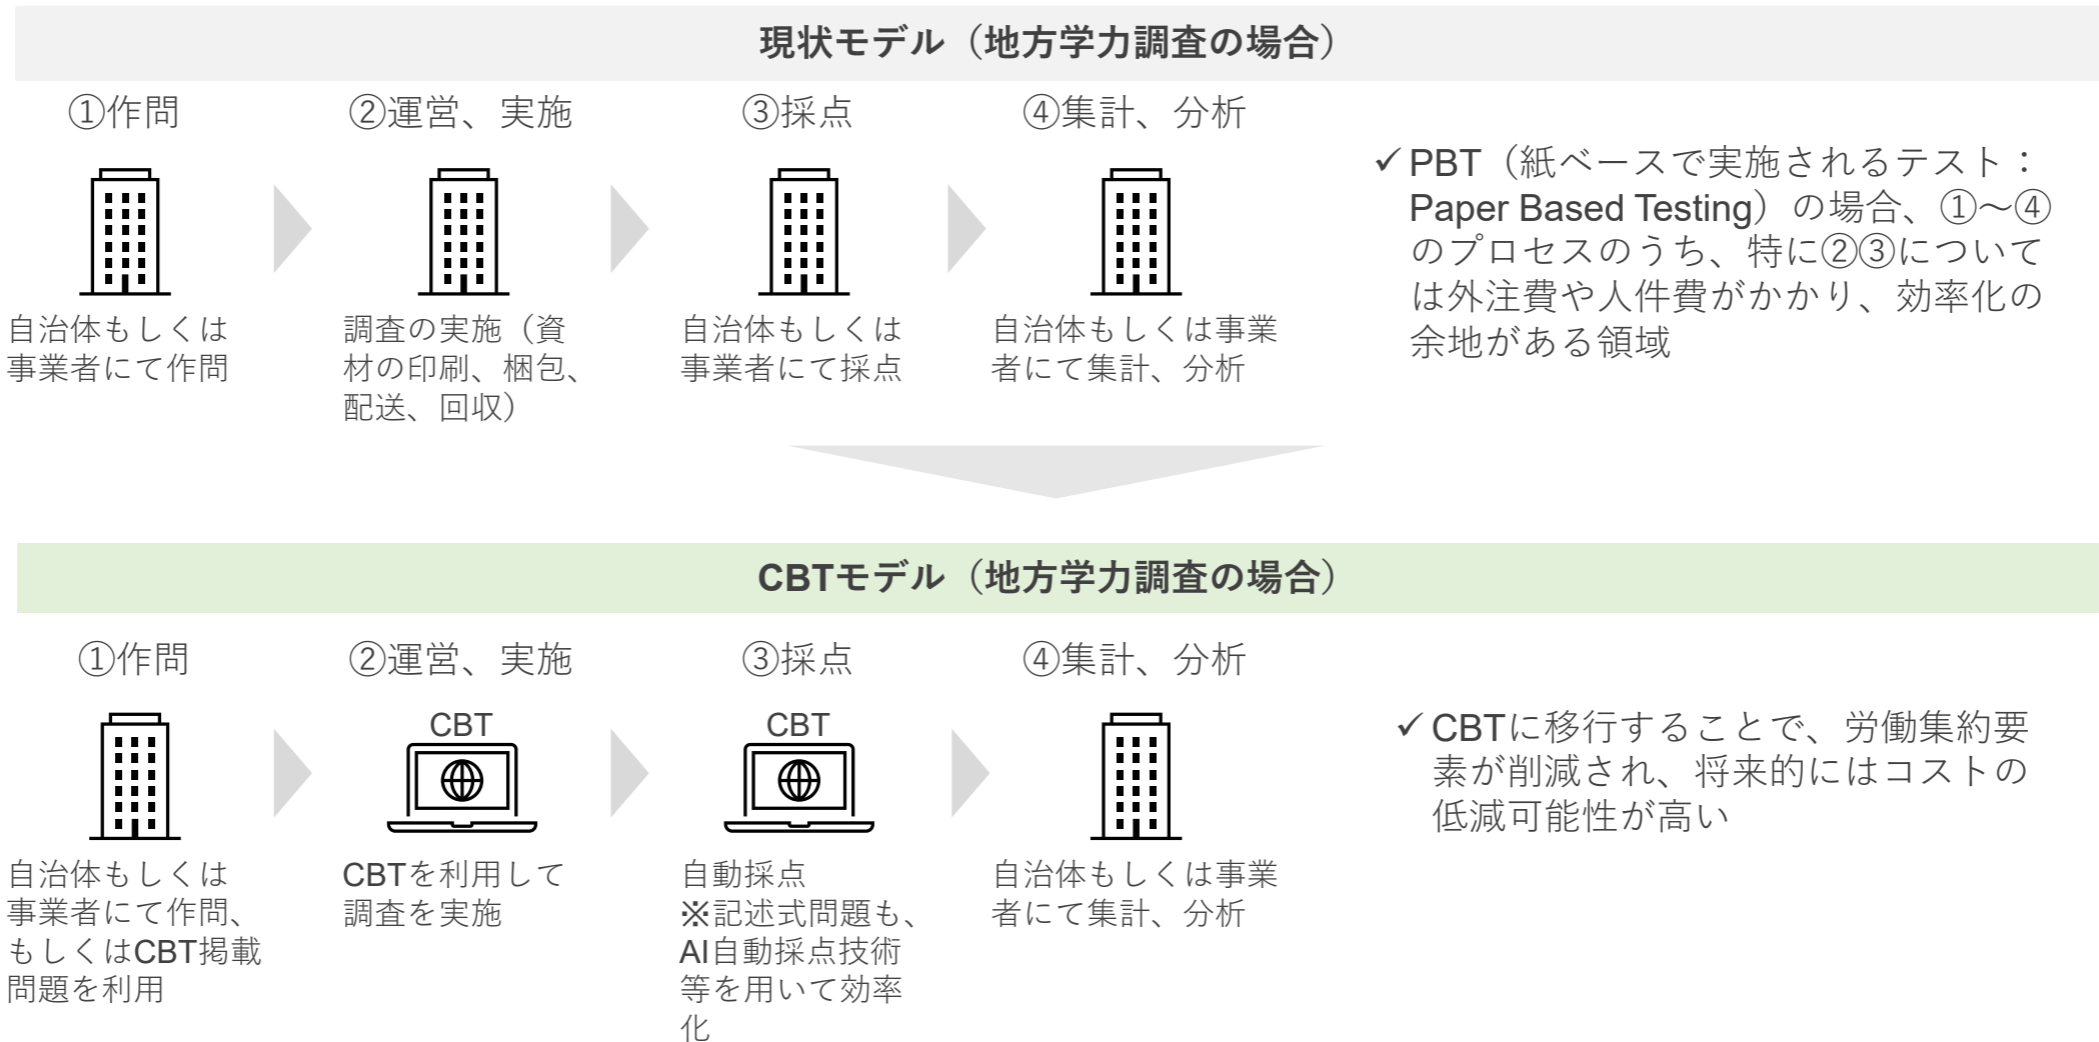 現状モデル（地方学力調査の場合）
①作問
②運営、実施
③採点
④集計、分析
自治体もしくは
事業者にて作問
調査の実施（資
材の印刷、梱包、
配送、回収）
自治体もしくは
事業者にて採点
自治体もしくは事業
者にて集計、分析
✓PBT（紙ベースで実施されるテスト：
Paper Based Testing）の場合、①～④
のプロセスのうち、特に②③について
は外注費や人件費がかかり、効率化の
余地がある領域
CBTモデル（地方学力調査の場合）
①作問
②運営、実施
③採点
④集計、分析
CBT
CBT
自治体もしくは
事業者にて作問、
もしくはCBT掲載
問題を利用
CBTを利用して
調査を実施
自動採点
※記述式問題も、
AI自動採点技術
等を用いて効率
化
自治体もしくは事業
者にて集計、分析
✓CBTに移行することで、労働集約要
素が削減され、将来的にはコストの
低減可能性が高い